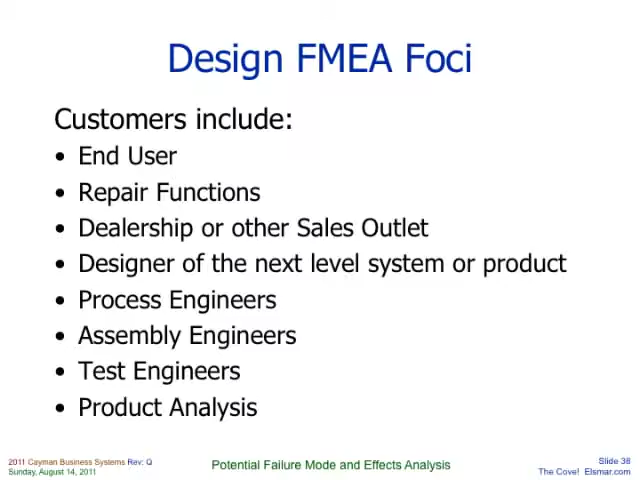 Design FMEA Foci
Customers include:
• End User
• Repair Functions
• Dealership or other Sales Outlet
• Designer of the next level system or product
• Process Engineers
• Assembly Engineers
• Test Engineers
• Product Analysis
2011 Cayman Business Systems Rev: Q
Sunday, August 14, 2011
Potential Failure Mode and Effects Analysis
Slide 36
The Cove! Elsmar.com